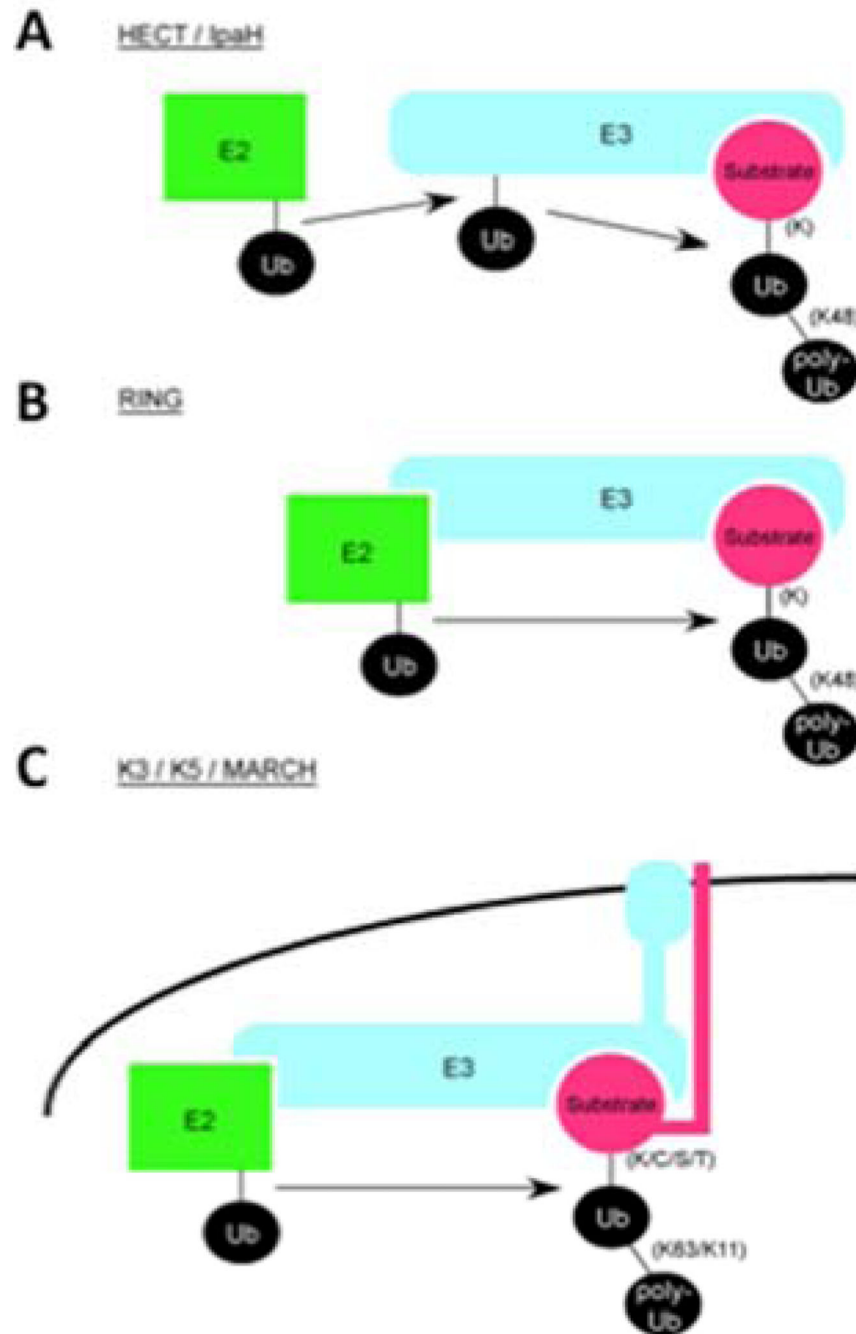 A
HECT / IpaH
E2
E3
Substrate
Ub
Ub
(K)
Ub
(K48)
poly-
Ub
B
RING
E2
E3
Substrate
Ub
(K)
Ub
(K48)
poly-
Ub
C
K3 / K5 / MARCH
E2
E3
Substrate
Ub
(K/C/S/T)
Ub
(K63/K11)
poly-
Ub